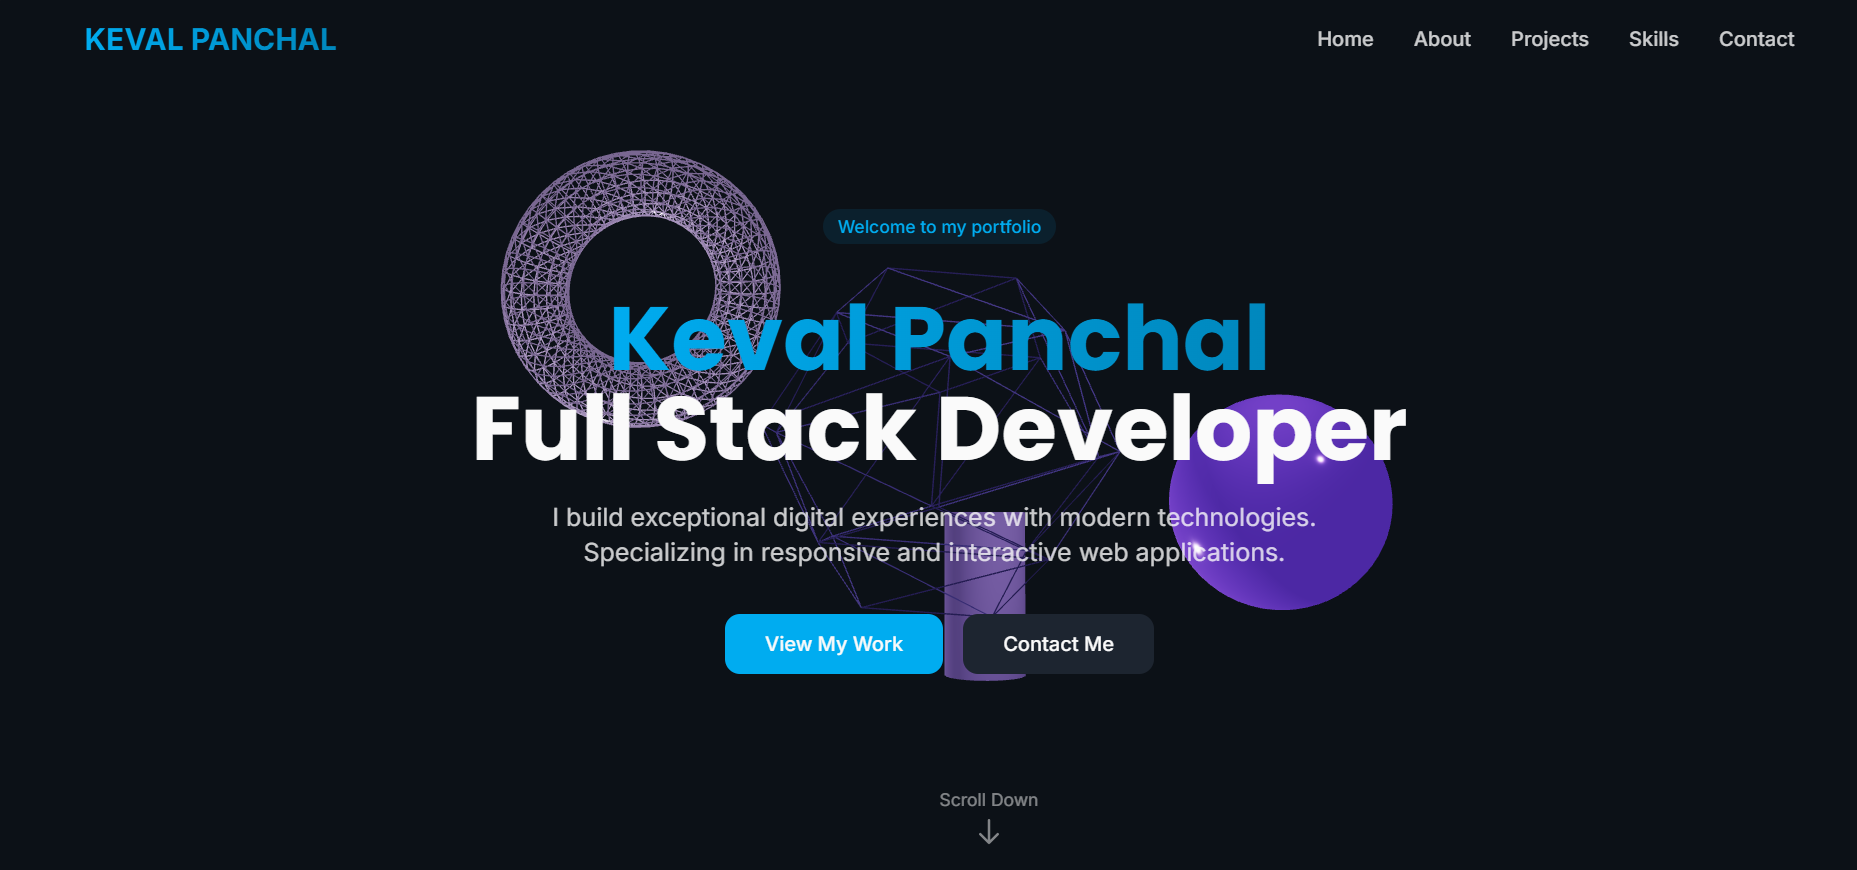 KEVAL PANCHAL
Home About Projects Skills Contact
Welcome to my portfolio
Keval Panchal
Full Stack Developer
I build exceptional digital experiences with modern technologies.
Specializing in responsive and interactive web applications.
View My Work
Contact Me
Scroll Down